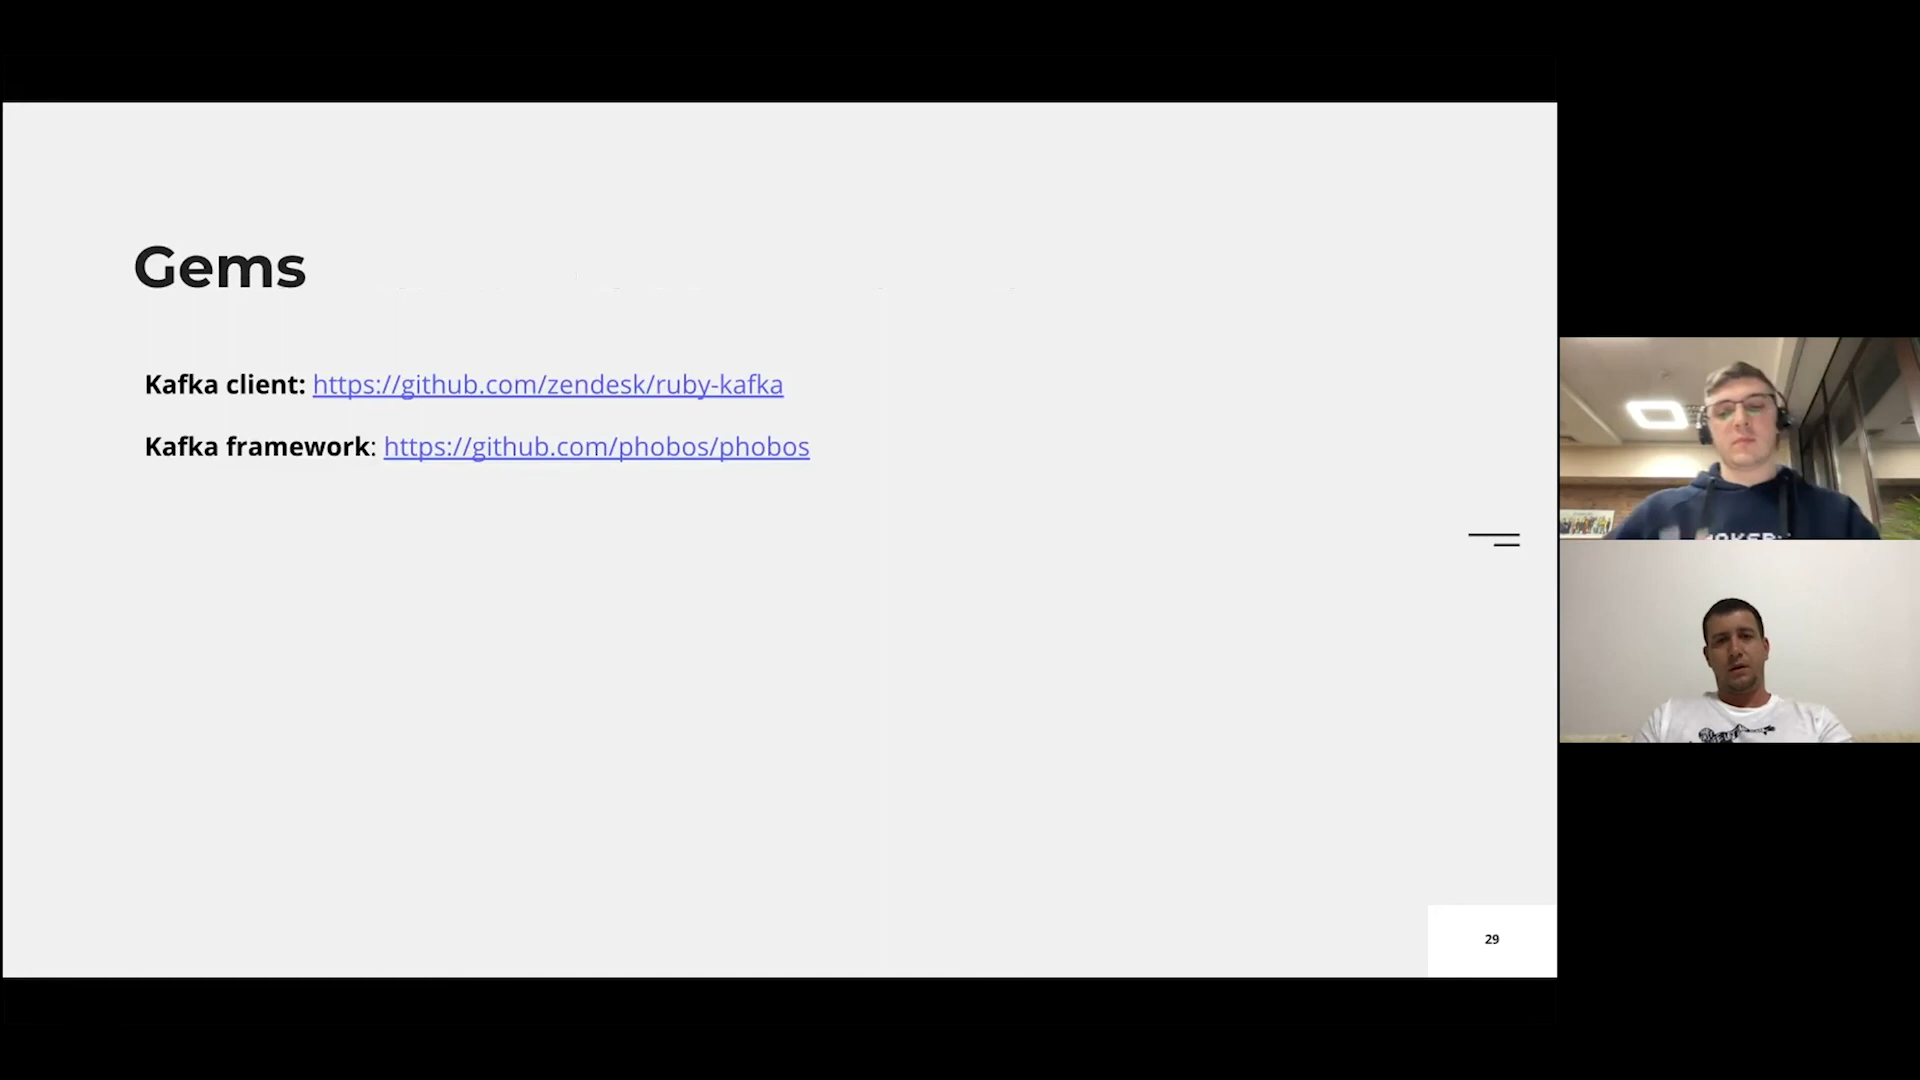 Gems
Kafka client: https://github.com/zendesk/ruby-kafka
Kafka framework: https://github.com/phobos/phobos
29